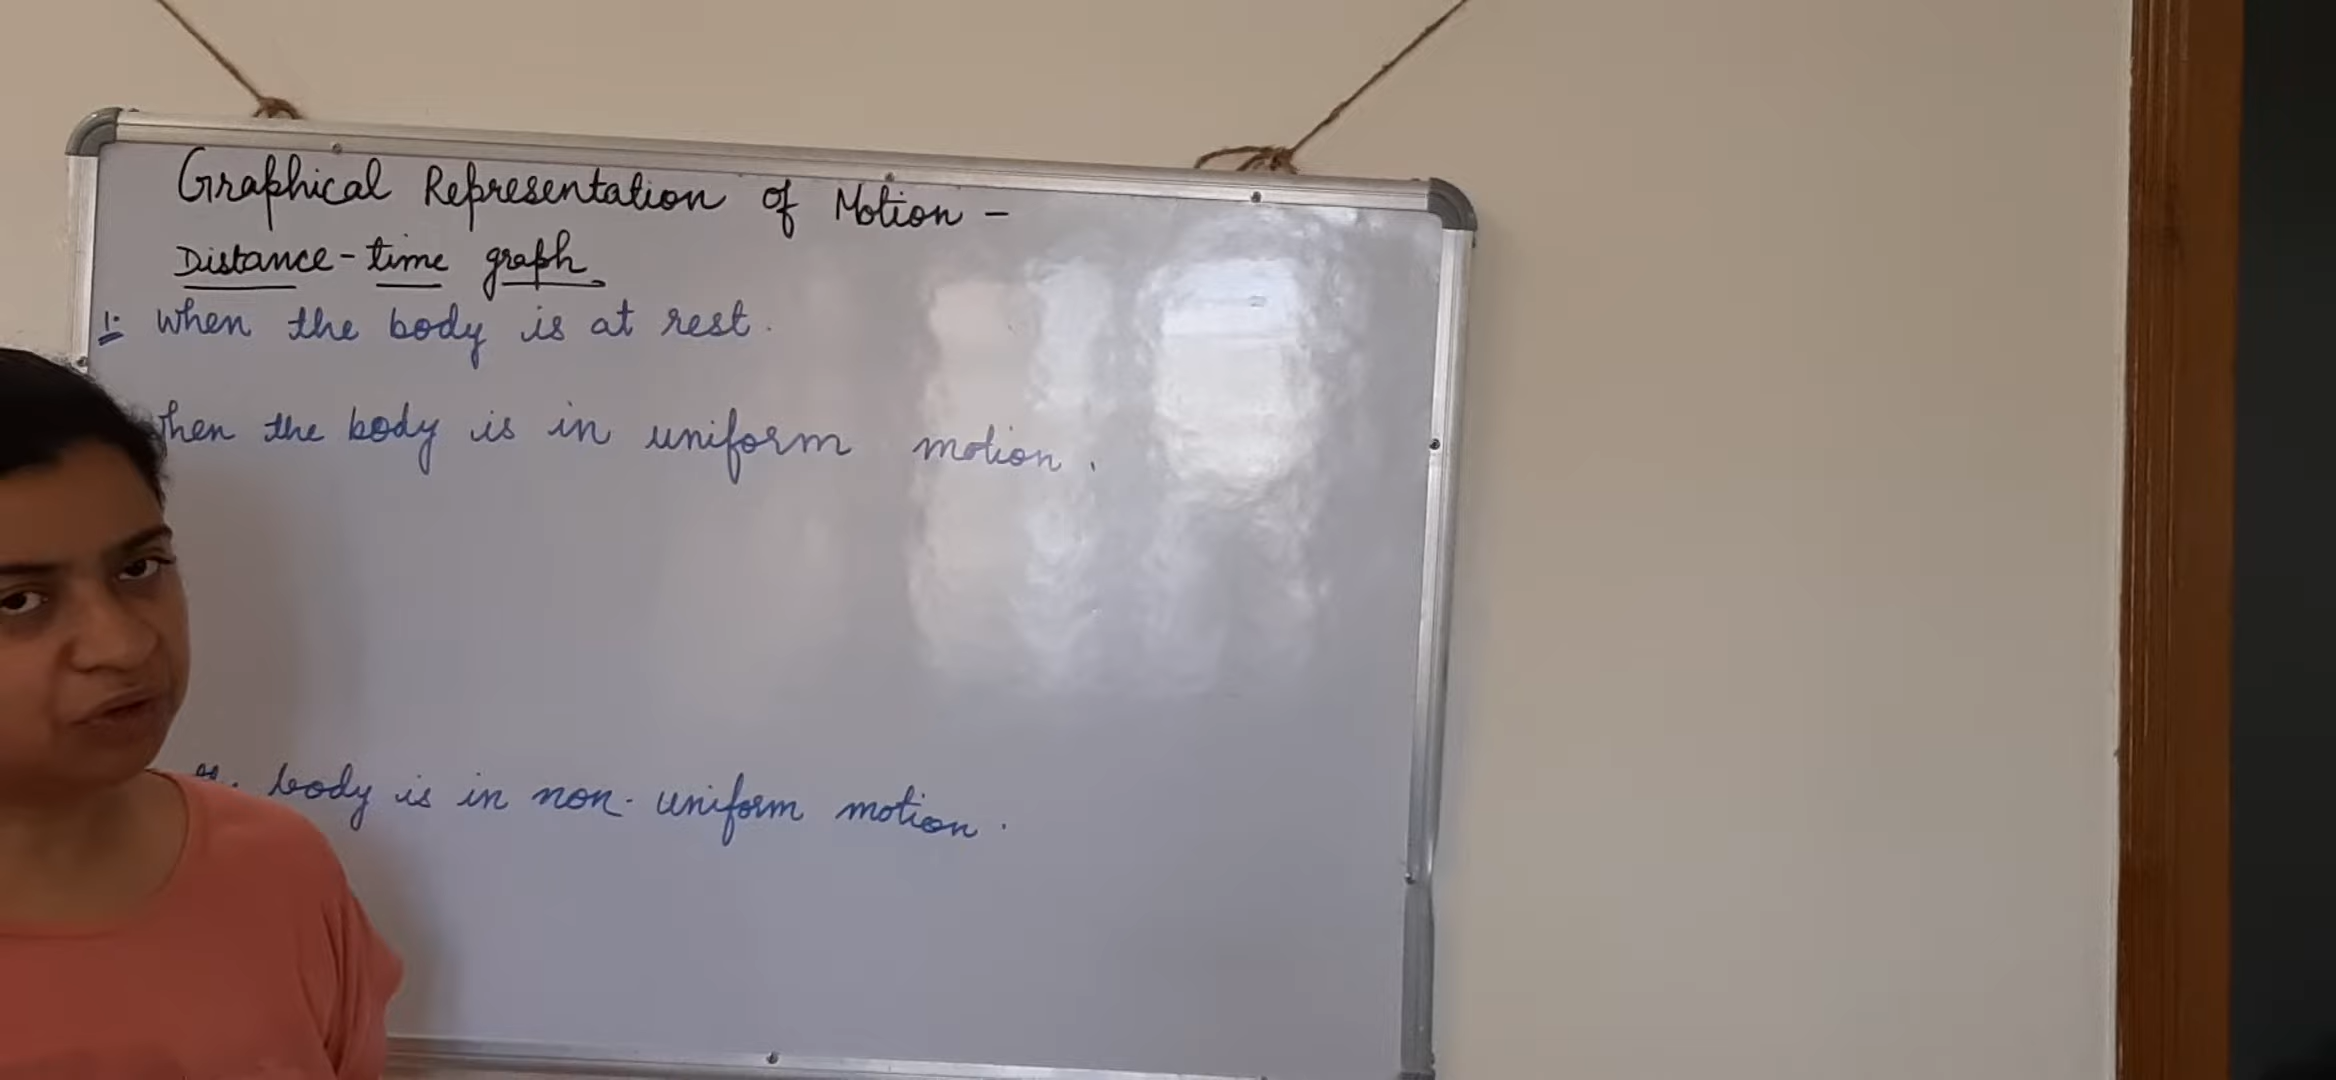 Graphical Representation of Motion -
Distance-time graph
1. When the body is at rest.
then the body is in uniform motion.
body is in non-uniform motion.